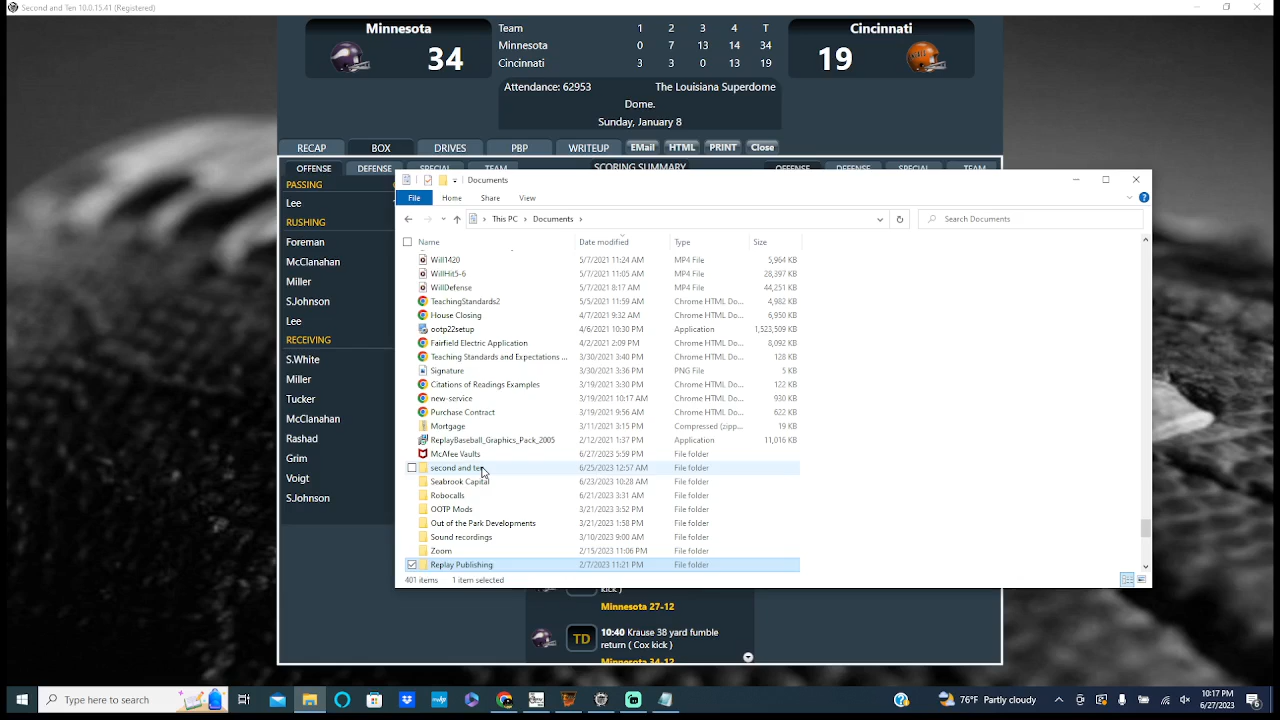 Second and Ten 10.0.15.41 (Registered)
Minnesota
34
Team 1 2 3 4 T
Minnesota 0 7 13 14 34
Cincinnati 3 3 0 13 19
Cincinnati
19
Attendance: 62953 The Louisiana Superdome
Dome.
Sunday, January 8
RECAP BOX DRIVES PBP WRITEUP EMail HTML PRINT Close
OFFENSE DEFENSE SPECIAL TEAM SCORING SUMMARY OFFENSE DEFENSE SPECIAL TEAM
PASSING
Lee
RUSHING
Foreman
McClanahan
Miller
S.Johnson
Lee
RECEIVING
S.White
Miller
Tucker
McClanahan
Rashad
Grim
Voigt
S.Johnson
Documents
File Home Share View
This PC > Documents >
Search Documents
Name Date modified Type Size
Will1420 5/7/2021 11:24 AM MP4 File 5,964 KB
WillHit5-6 5/7/2021 11:05 AM MP4 File 28,397 KB
WillDefense 5/7/2021 8:17 AM MP4 File 44,251 KB
TeachingStandards2 5/5/2021 11:59 AM Chrome HTML Do... 4,982 KB
House Closing 4/7/2021 9:32 AM Chrome HTML Do... 6,950 KB
ootp22setup 4/6/2021 10:30 PM Application 1,523,509 KB
Fairfield Electric Application 4/2/2021 2:09 PM Chrome HTML Do... 8,092 KB
Teaching Standards and Expectations ... 3/30/2021 3:40 PM Chrome HTML Do... 128 KB
Signature 3/30/2021 3:36 PM PNG File 5 KB
Citations of Readings Examples 3/19/2021 3:30 PM Chrome HTML Do... 122 KB
new-service 3/19/2021 10:17 AM Chrome HTML Do... 930 KB
Purchase Contract 3/19/2021 9:56 AM Chrome HTML Do... 622 KB
Mortgage 3/11/2021 3:15 PM Compressed (zipp... 19 KB
ReplayBaseball_Graphics_Pack_2005 2/12/2021 1:37 PM Application 11,016 KB
McAfee Vaults 6/27/2023 5:59 PM File folder
second and ten 6/25/2023 12:57 AM File folder
Seabrook Capital 6/23/2023 10:28 AM File folder
Robocalls 6/21/2023 3:31 AM File folder
OOTP Mods 3/21/2023 3:52 PM File folder
Out of the Park Developments 3/21/2023 1:58 PM File folder
Sound recordings 3/10/2023 9:00 AM File folder
Zoom 2/15/2023 11:06 PM File folder
Replay Publishing 2/7/2023 11:21 PM File folder
401 items 1 item selected
kick )
Minnesota 27-12
TD 10:40 Krause 38 yard fumble
return ( Cox kick )
Minnesota 34-12
Type here to search
76°F Partly cloudy
10:17 PM
6/27/2023
6